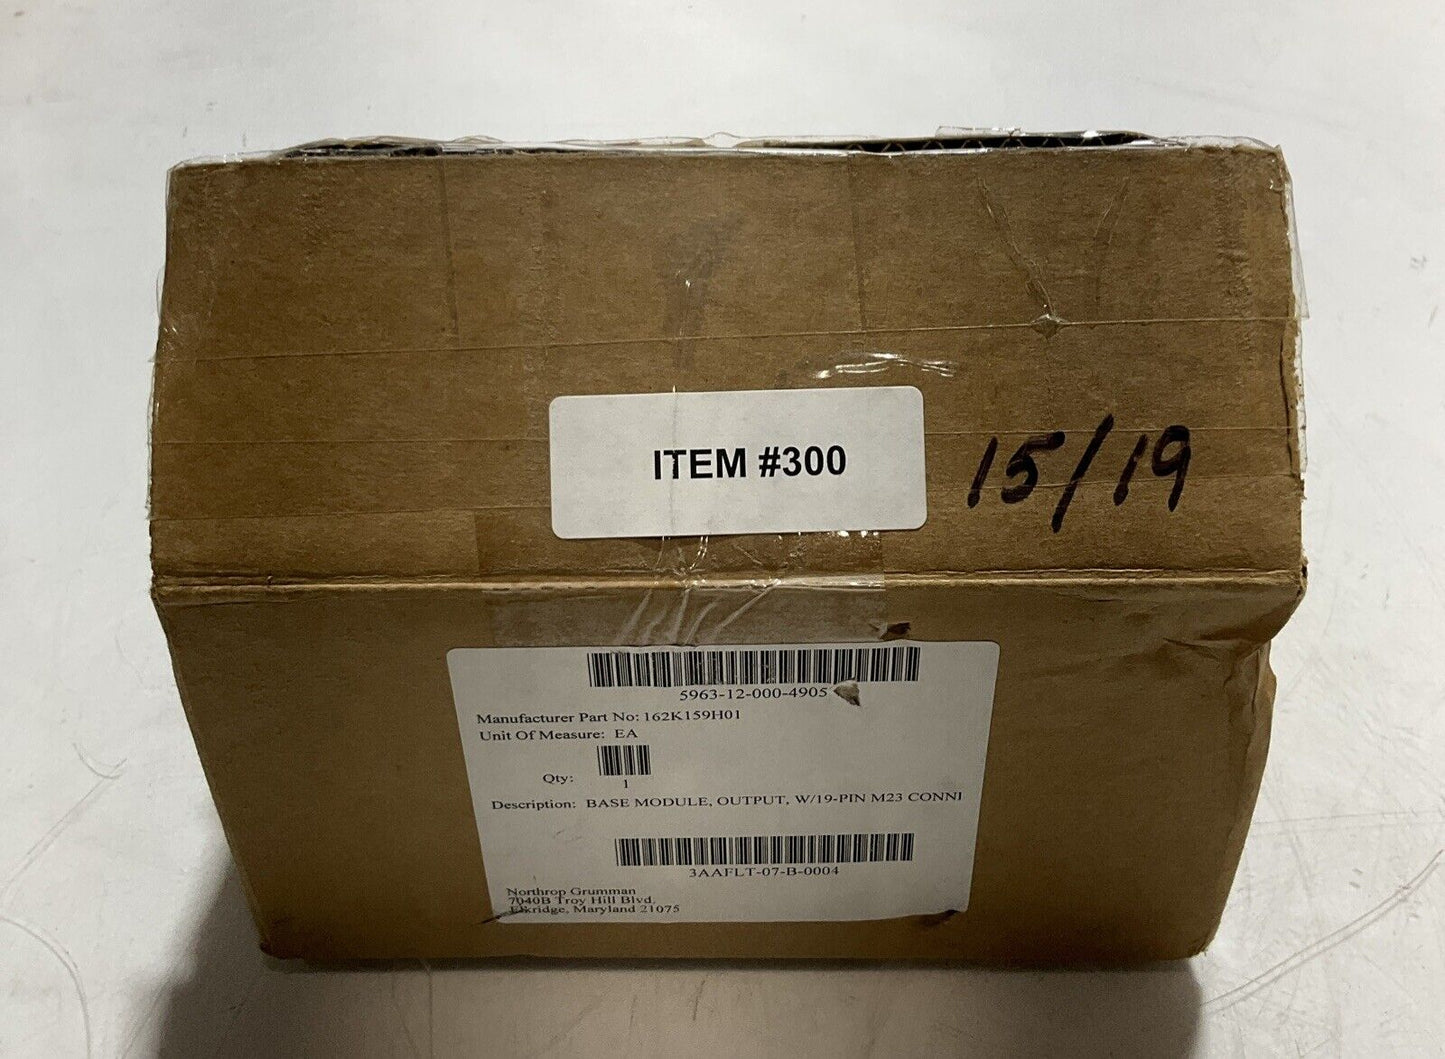 ITEM #300
15/19
5963-12-000-4905
Manufacturer Part No: 162K159H01
Unit Of Measure: EA
Qty:
1
Description: BASE MODULE, OUTPUT, W/19-PIN M23 CONNI
3AAFLT-07-B-0004
Northrop Grumman
7040B Troy Hill Blvd.
Elkridge, Maryland 21075